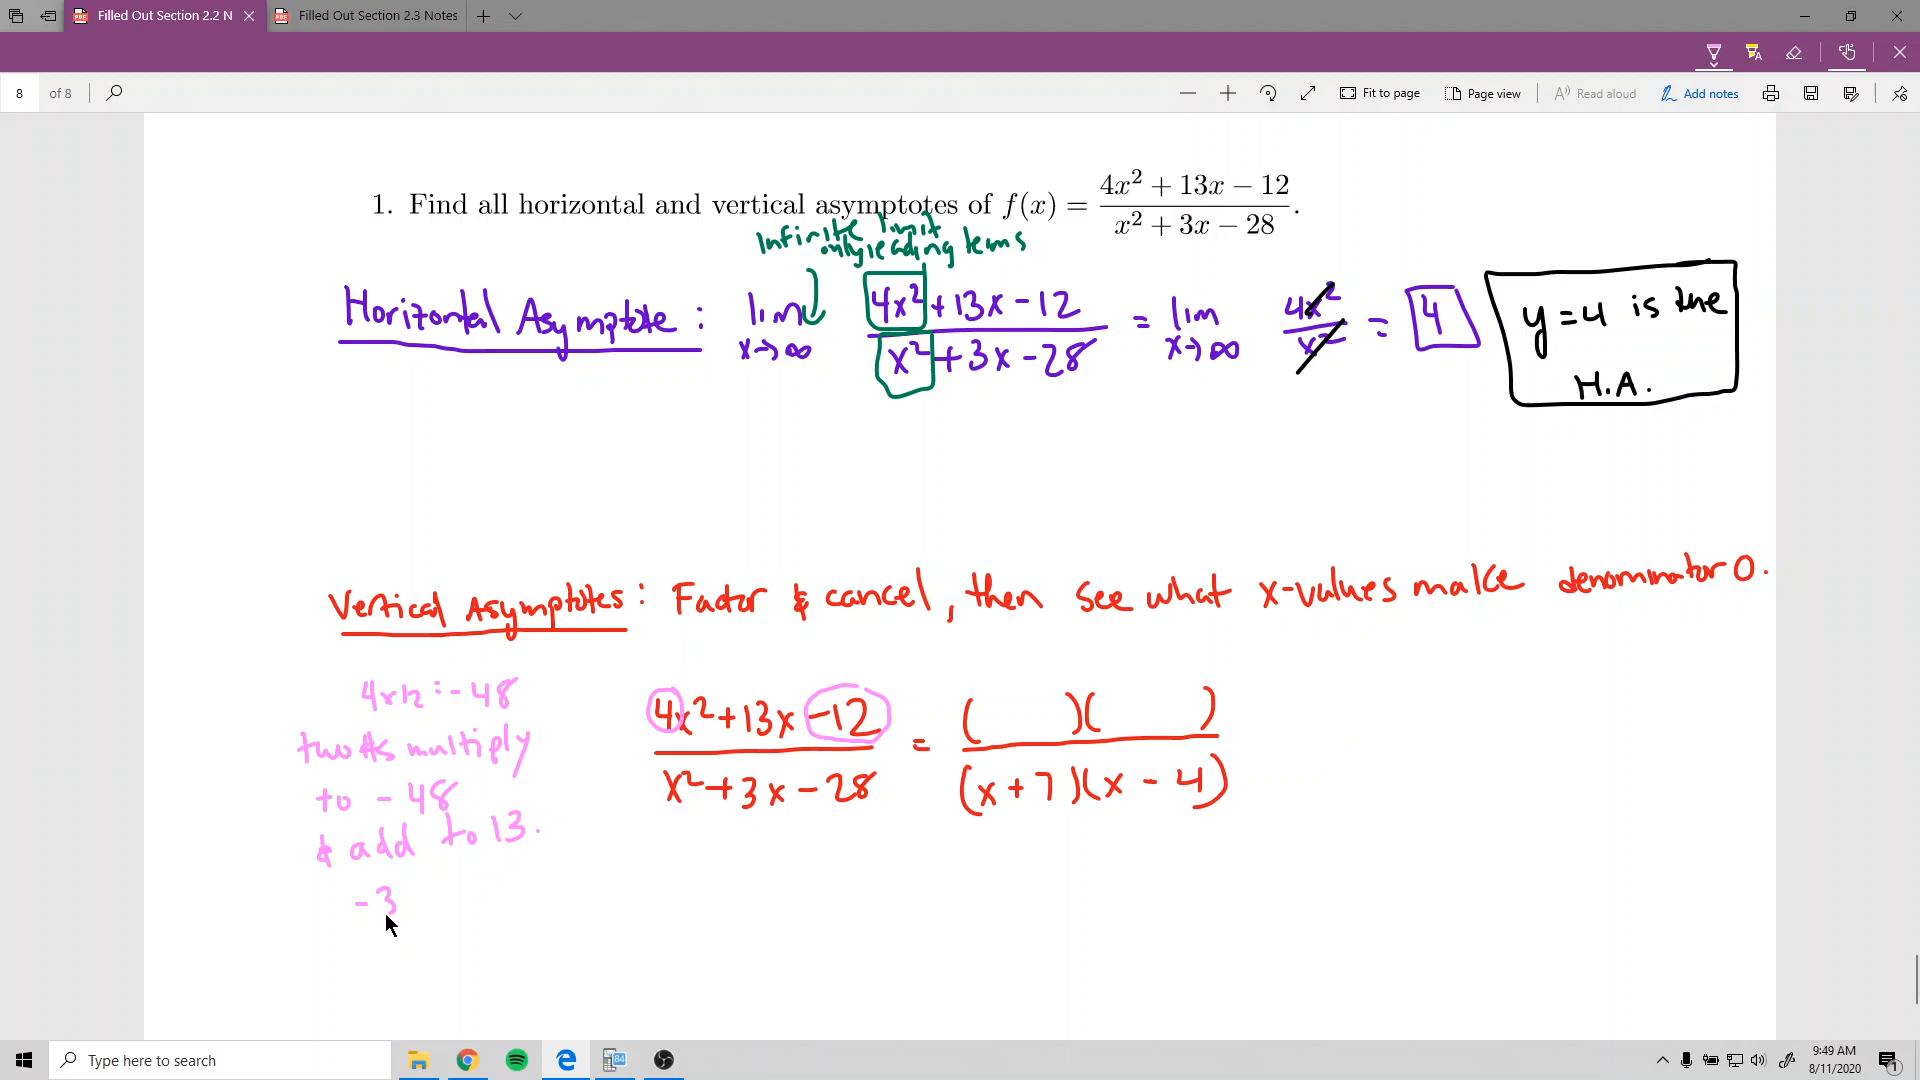 Filled Out Section 2.2 N
Filled Out Section 2.3 Notes
8 of 8
Fit to page
Page view
Read aloud
Add notes
1. Find all horizontal and vertical asymptotes of f(x) = (4x² + 13x − 12)/(x² + 3x − 28).
Infinite limit
only leading terms
Horizontal Asymptote : lim x→∞ (4x² + 13x − 12)/(x² + 3x − 28) = lim x→∞ 4x²/x² = 4
y = 4 is the
H.A.
Vertical Asymptotes : Factor & cancel, then see what x-values make denominator 0.
4x12 = -48
two #s multiply
to - 48
& add to 13.
- 3
(4x² + 13x − 12)/(x² + 3x − 28) = ( )( )/(x + 7)(x − 4)
Type here to search
84
9:49 AM
8/11/2020
1